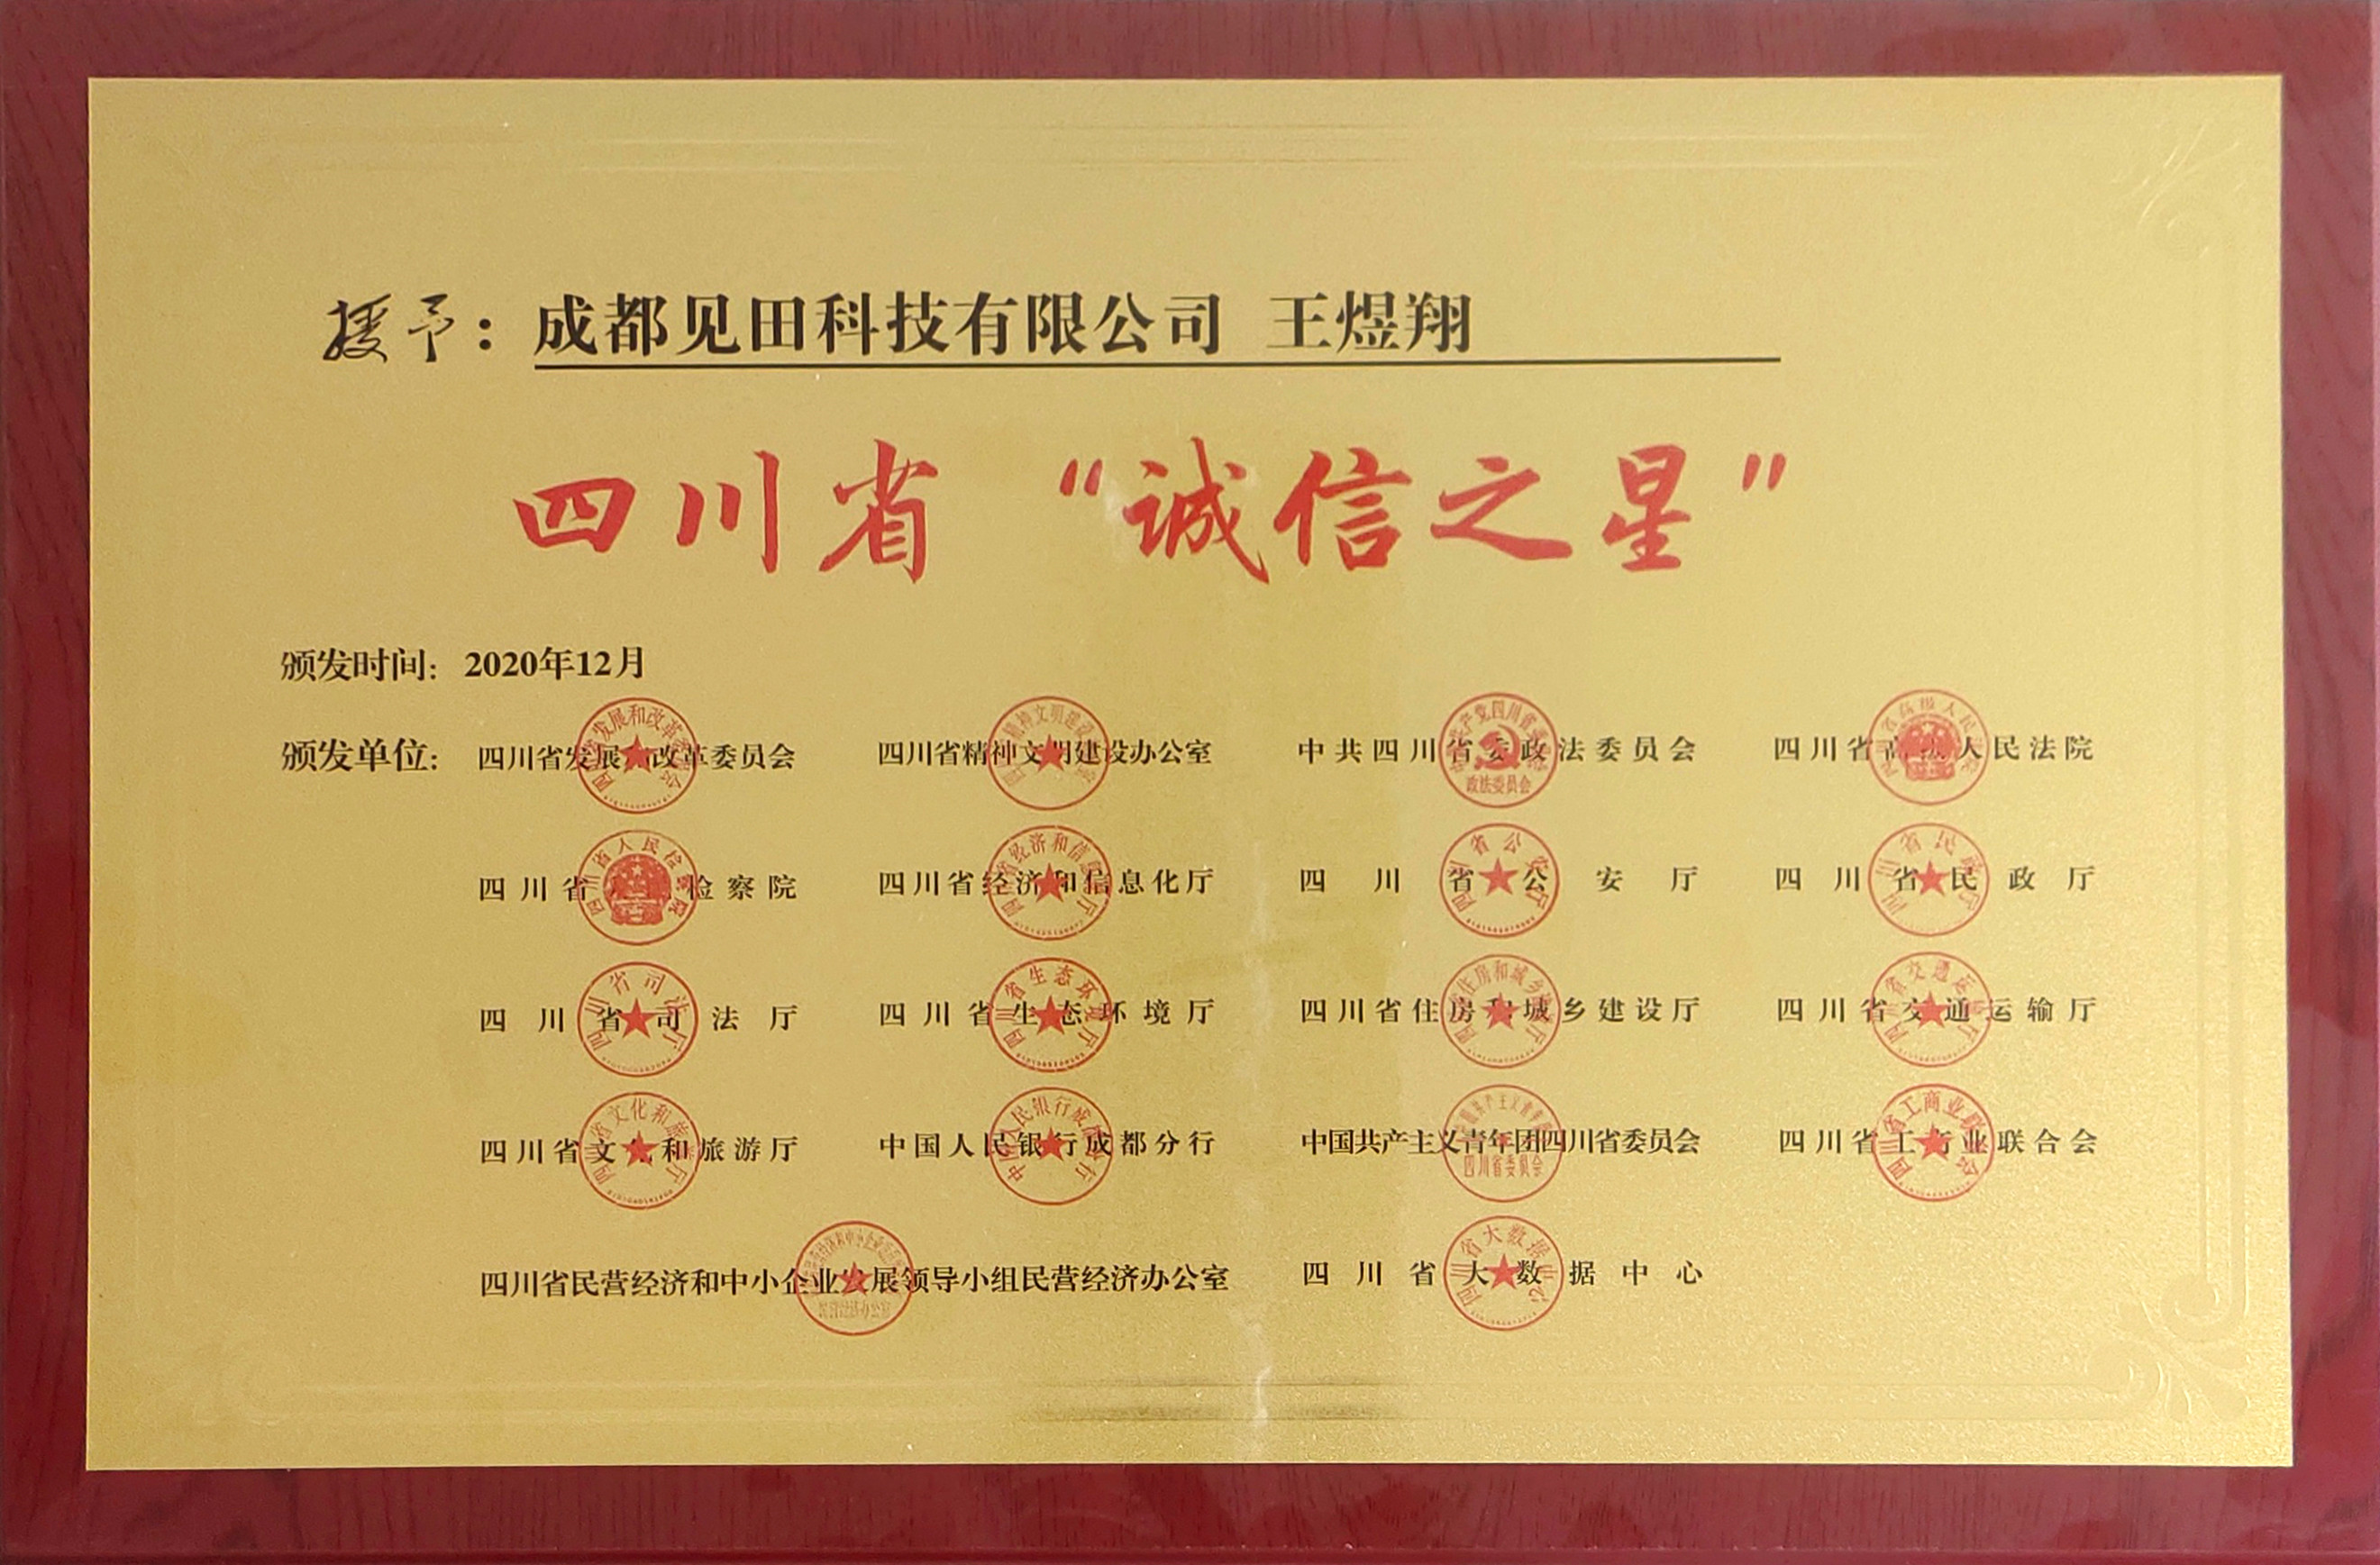 授予：成都见田科技有限公司 王煜翔
四川省“诚信之星”
颁发时间：2020年12月
颁发单位：四川省发展和改革委员会 四川省精神文明建设办公室 中共四川省委政法委员会 四川省高级人民法院
四川省人民检察院 四川省经济和信息化厅 四川省公安厅 四川省民政厅
四川省司法厅 四川省生态环境厅 四川省住房和城乡建设厅 四川省交通运输厅
四川省文化和旅游厅 中国人民银行成都分行 中国共产主义青年团四川省委员会 四川省工商业联合会
四川省民营经济和中小企业发展领导小组民营经济办公室 四川省大数据中心